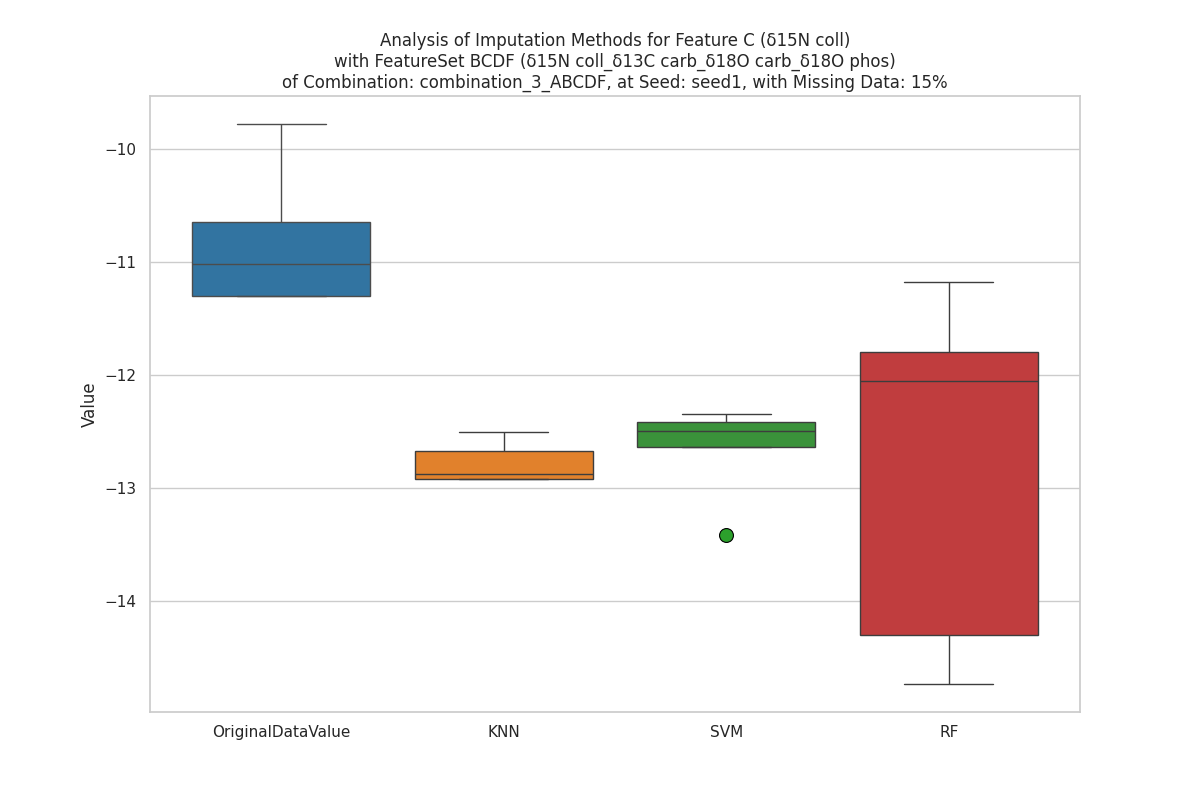 Analysis of Imputation Methods for Feature C (δ15N coll)
with FeatureSet BCDF (δ15N coll_δ13C carb_δ18O carb_δ18O phos)
of Combination: combination_3_ABCDF, at Seed: seed1, with Missing Data: 15%
−10
−11
−12
−13
−14
Value
OriginalDataValue
KNN
SVM
RF